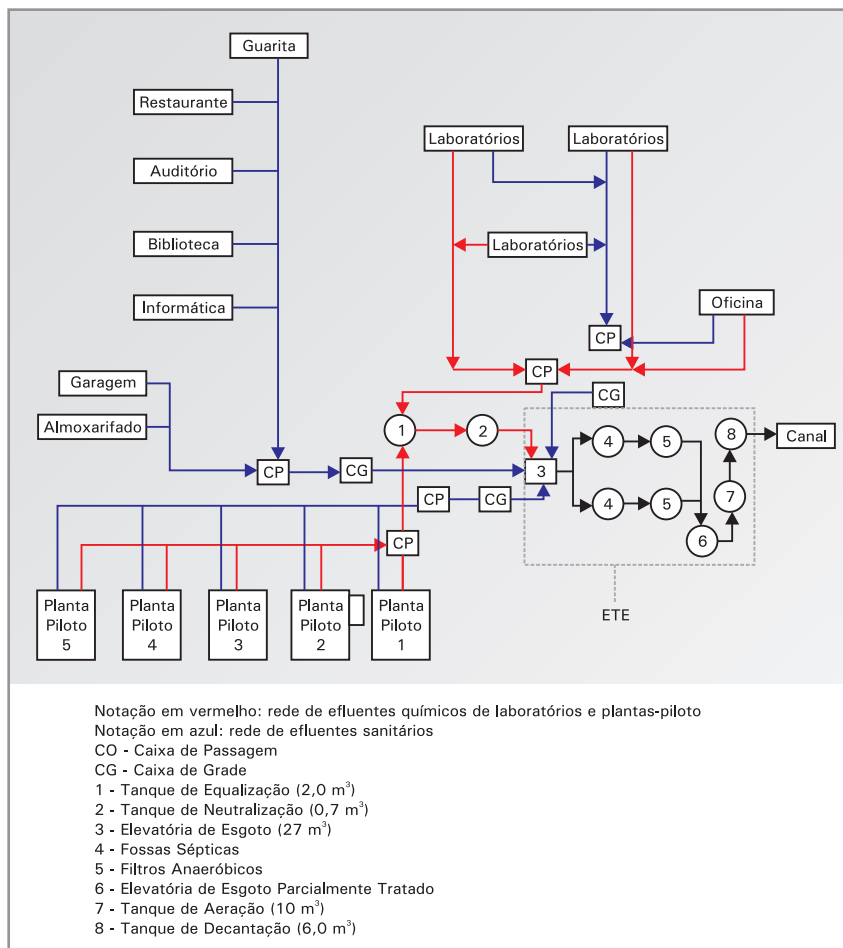 Guarita
Restaurante
Auditório
Biblioteca
Informática
Garagem
Almoxarifado
Laboratórios
Laboratórios
Laboratórios
Oficina
CP
CP
CG
1
2
3
4
5
4
5
6
7
8
Canal
CP
CG
CP
CG
CP
ETE
Planta
Piloto
5
Planta
Piloto
4
Planta
Piloto
3
Planta
Piloto
2
Planta
Piloto
1
Notação em vermelho: rede de efluentes químicos de laboratórios e plantas-piloto
Notação em azul: rede de efluentes sanitários
CO - Caixa de Passagem
CG - Caixa de Grade
1 - Tanque de Equalização (2,0 m³)
2 - Tanque de Neutralização (0,7 m³)
3 - Elevatória de Esgoto (27 m³)
4 - Fossas Sépticas
5 - Filtros Anaeróbicos
6 - Elevatória de Esgoto Parcialmente Tratado
7 - Tanque de Aeração (10 m³)
8 - Tanque de Decantação (6,0 m³)